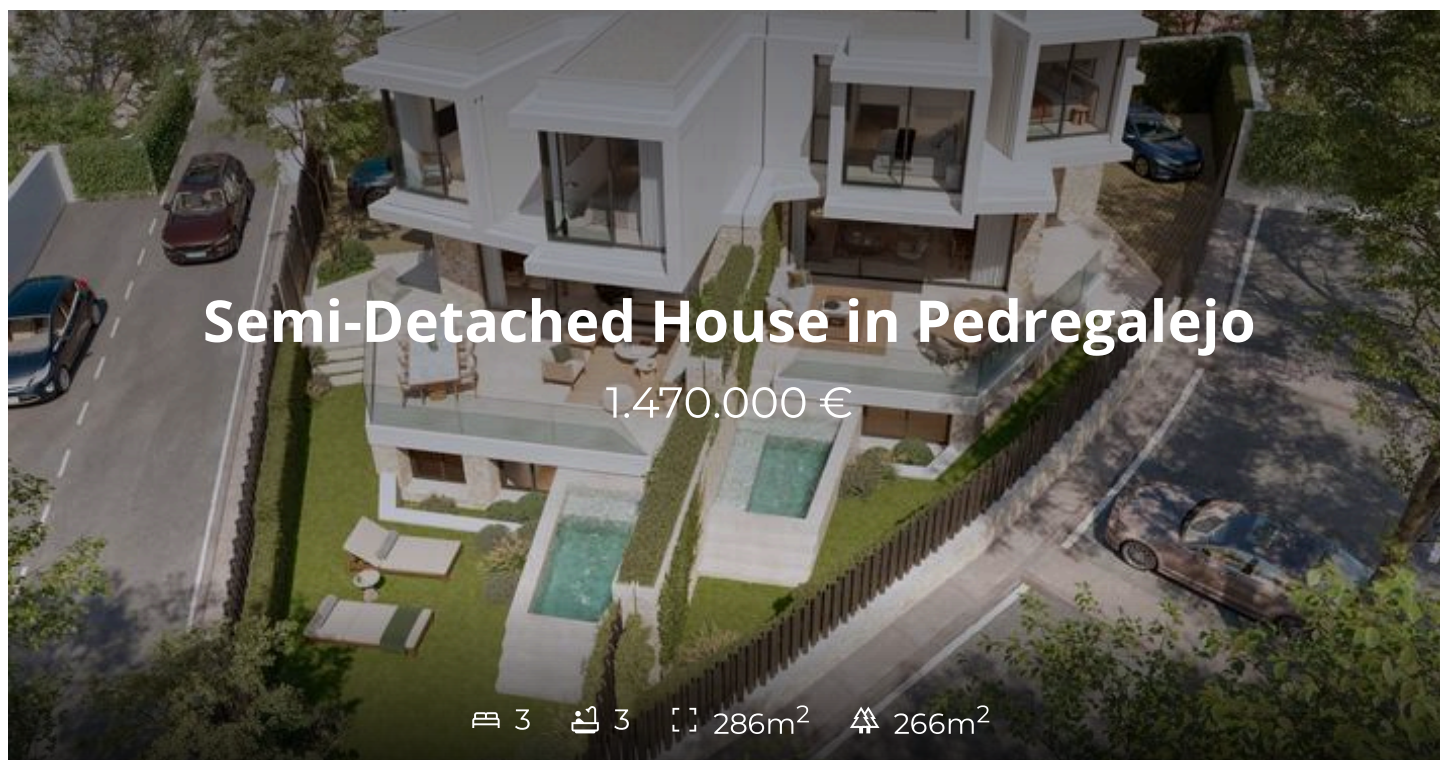 Semi-Detached House in Pedregalejo
1.470.000 €
3 3 286m² 266m²